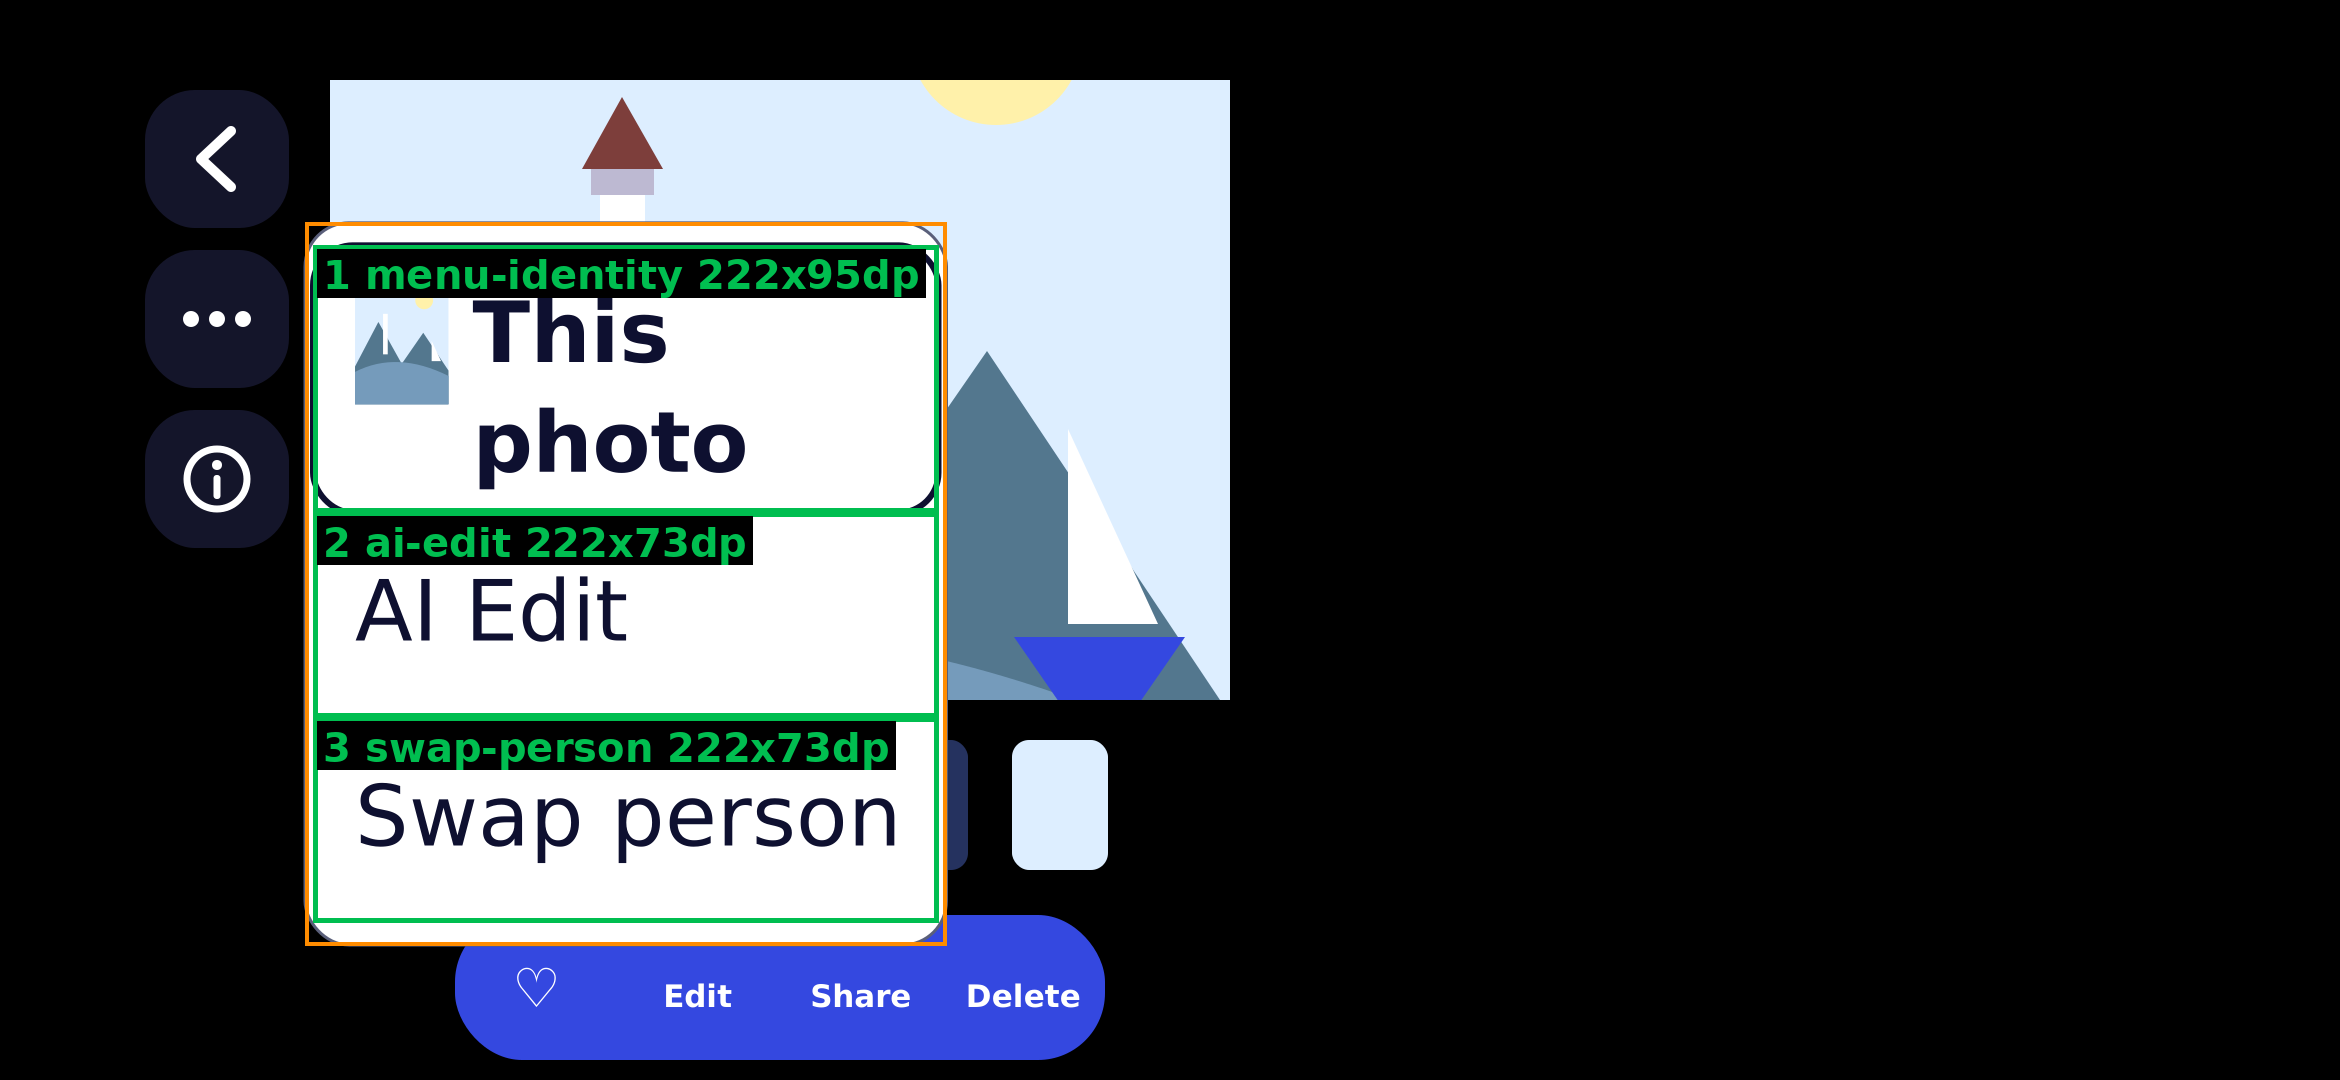 1 menu-identity 222x95dp
This
photo
2 ai-edit 222x73dp
AI Edit
3 swap-person 222x73dp
Swap person
♡ Edit Share Delete